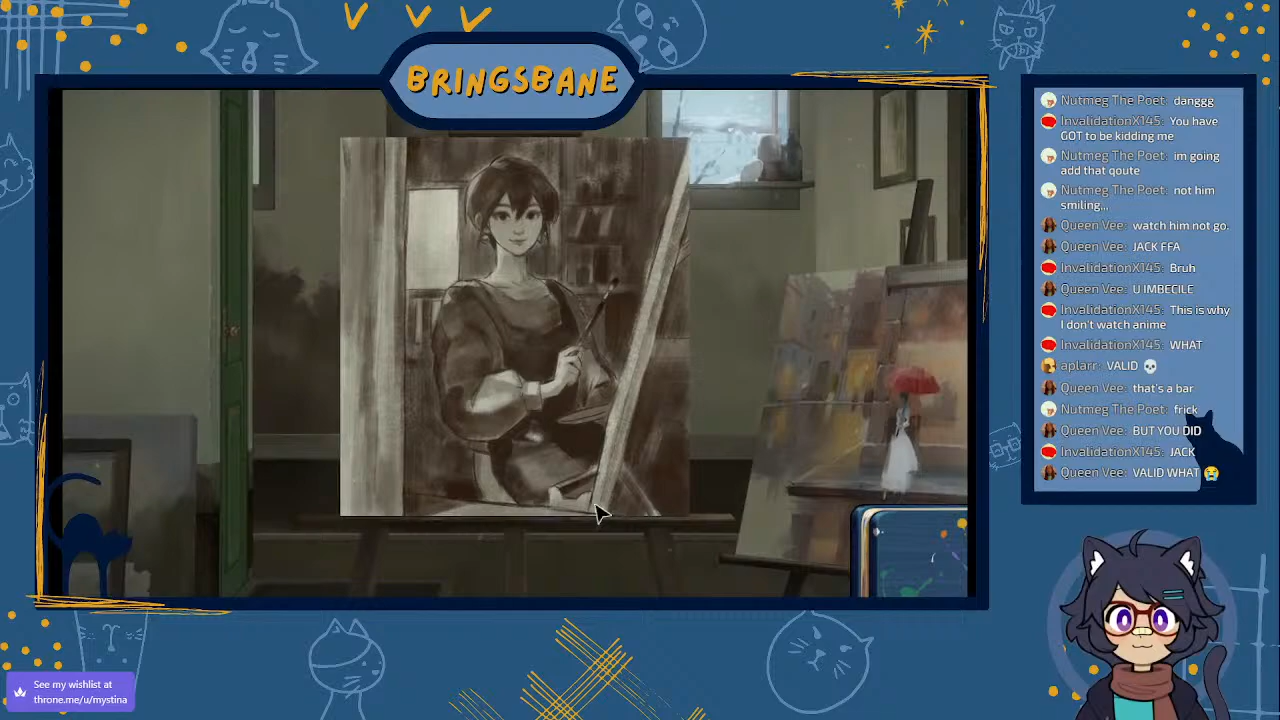 BRINGSBANE
Nutmeg The Poet: danggg
InvalidationX145: You have
GOT to be kidding me
Nutmeg The Poet: im going
add that qoute
Nutmeg The Poet: not him
smiling...
Queen Vee: watch him not go.
Queen Vee: JACK FFA
InvalidationX145: Bruh
Queen Vee: U IMBECILE
InvalidationX145: This is why
I don't watch anime
InvalidationX145: WHAT
aplarr: VALID 💀
Queen Vee: that's a bar
Nutmeg The Poet: frick
Queen Vee: BUT YOU DID
InvalidationX145: JACK
Queen Vee: VALID WHAT 😭
See my wishlist at
throne.me/u/mystina